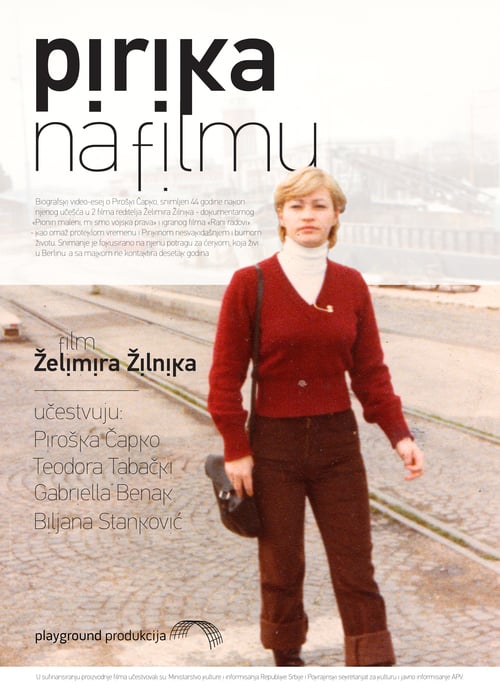 pirika
na filmu
Biografski video-esej o Piroški Čapko, snimljen 44 godine nakon
njenog učešća u 2 filma reditelja Želimira Žilnika - dokumentarnog
»Pioniri maleni, mi smo vojska prava« i igranog filma »Rani radovi«
- kao omaž proteklom vremenu i Pirikinom nesvakidašnjem i burnom
životu. Snimanje je fokusirano na njenu potragu za ćerkom, koja živi
u Berlinu, a sa majkom ne kontaktira desetak godina.
film
Želimira Žilnika
učestvuju:
Piroška Čapko
Teodora Tabački
Gabriella Benak
Biljana Stanković
playground produkcija
U sufinansiranju proizvodnje filma učestvovali su: Ministarstvo kulture i informisanja Republike Srbije i Pokrajinski sekretarijat za kulturu i javno informisanje APV.